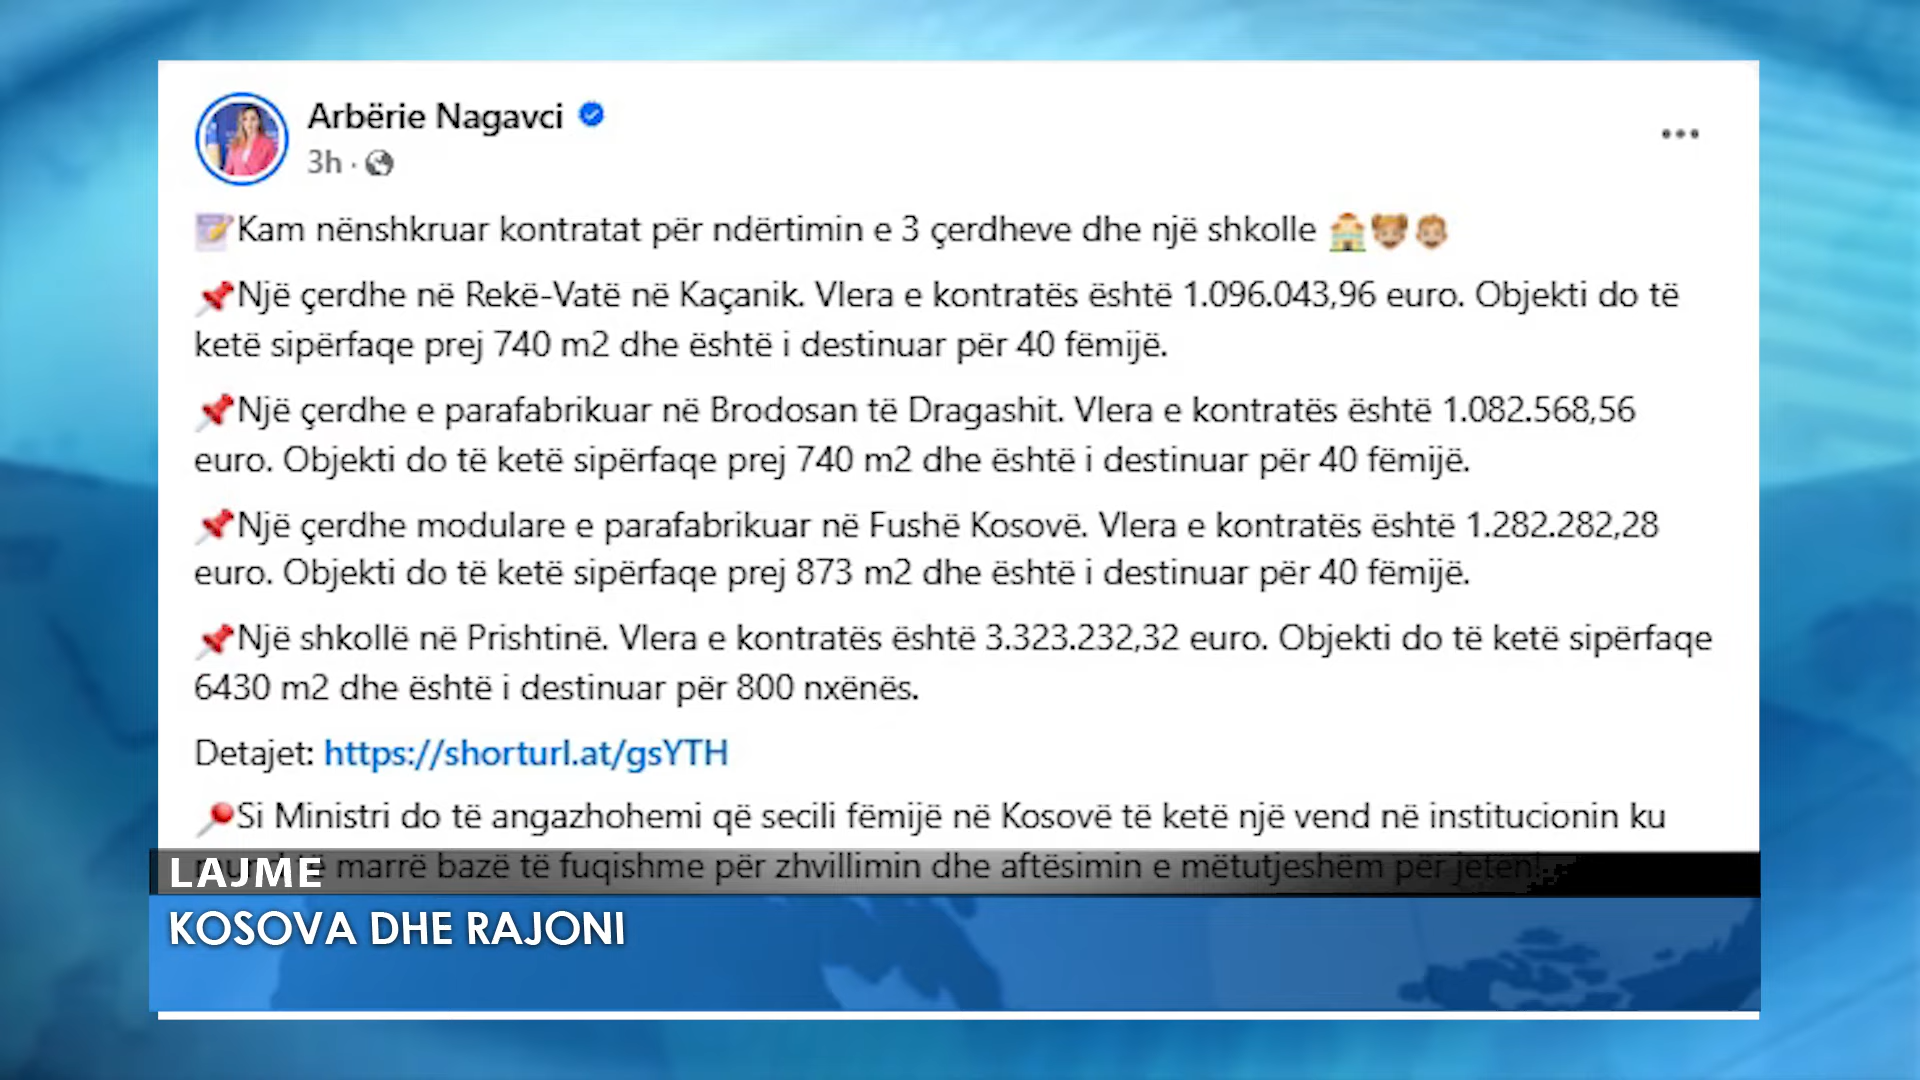 Arbërie Nagavci
3h ·
Kam nënshkruar kontratat për ndërtimin e 3 çerdheve dhe një shkolle
Një çerdhe në Rekë-Vatë në Kaçanik. Vlera e kontratës është 1.096.043,96 euro. Objekti do të
ketë sipërfaqe prej 740 m2 dhe është i destinuar për 40 fëmijë.
Një çerdhe e parafabrikuar në Brodosan të Dragashit. Vlera e kontratës është 1.082.568,56
euro. Objekti do të ketë sipërfaqe prej 740 m2 dhe është i destinuar për 40 fëmijë.
Një çerdhe modulare e parafabrikuar në Fushë Kosovë. Vlera e kontratës është 1.282.282,28
euro. Objekti do të ketë sipërfaqe prej 873 m2 dhe është i destinuar për 40 fëmijë.
Një shkollë në Prishtinë. Vlera e kontratës është 3.323.232,32 euro. Objekti do të ketë sipërfaqe
6430 m2 dhe është i destinuar për 800 nxënës.
Detajet: https://shorturl.at/gsYTH
Si Ministri do të angazhohemi që secili fëmijë në Kosovë të ketë një vend në institucionin ku
marrë bazë të fuqishme për zhvillimin dhe aftësimin e mëtutjeshëm për jetën!
LAJME
KOSOVA DHE RAJONI